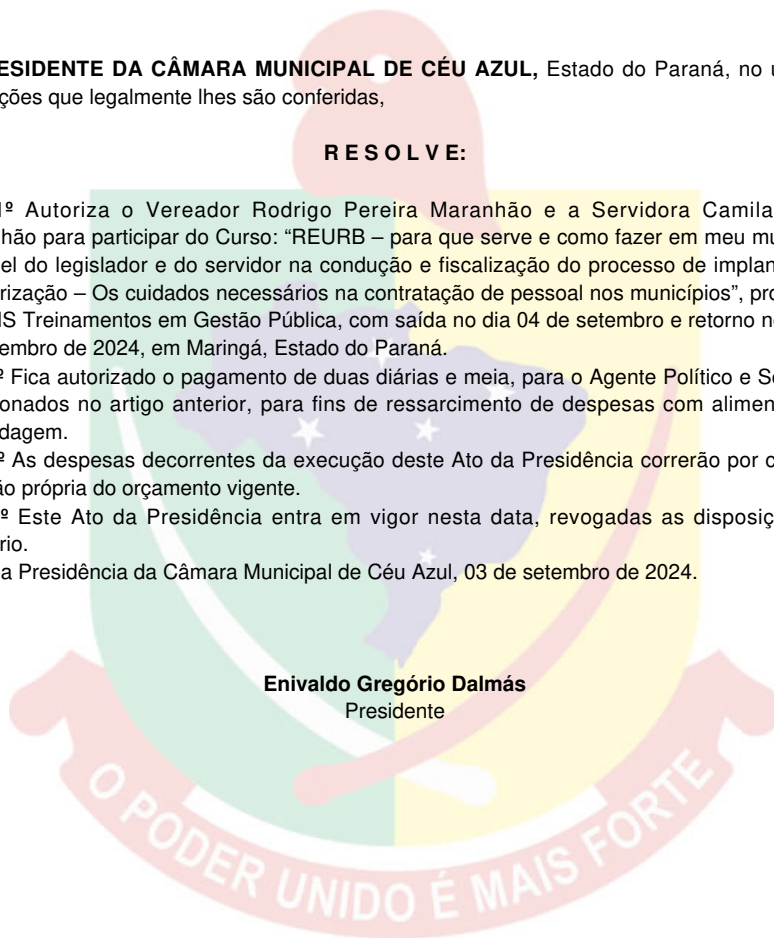 ESIDENTE DA CÂMARA MUNICIPAL DE CÉU AZUL, Estado do Paraná, no u
ções que legalmente lhes são conferidas,
R E S O L V E:
1º Autoriza o Vereador Rodrigo Pereira Maranhão e a Servidora Camila
hão para participar do Curso: “REURB – para que serve e como fazer em meu mu
el do legislador e do servidor na condução e fiscalização do processo de implan
rização – Os cuidados necessários na contratação de pessoal nos municípios”, pro
S Treinamentos em Gestão Pública, com saída no dia 04 de setembro e retorno n
embro de 2024, em Maringá, Estado do Paraná.
º Fica autorizado o pagamento de duas diárias e meia, para o Agente Político e Se
onados no artigo anterior, para fins de ressarcimento de despesas com alimen
dagem.
º As despesas decorrentes da execução deste Ato da Presidência correrão por c
ão própria do orçamento vigente.
º Este Ato da Presidência entra em vigor nesta data, revogadas as disposiç
rio.
a Presidência da Câmara Municipal de Céu Azul, 03 de setembro de 2024.
Enivaldo Gregório Dalmás
Presidente
O PODER UNIDO É MAIS FORTE